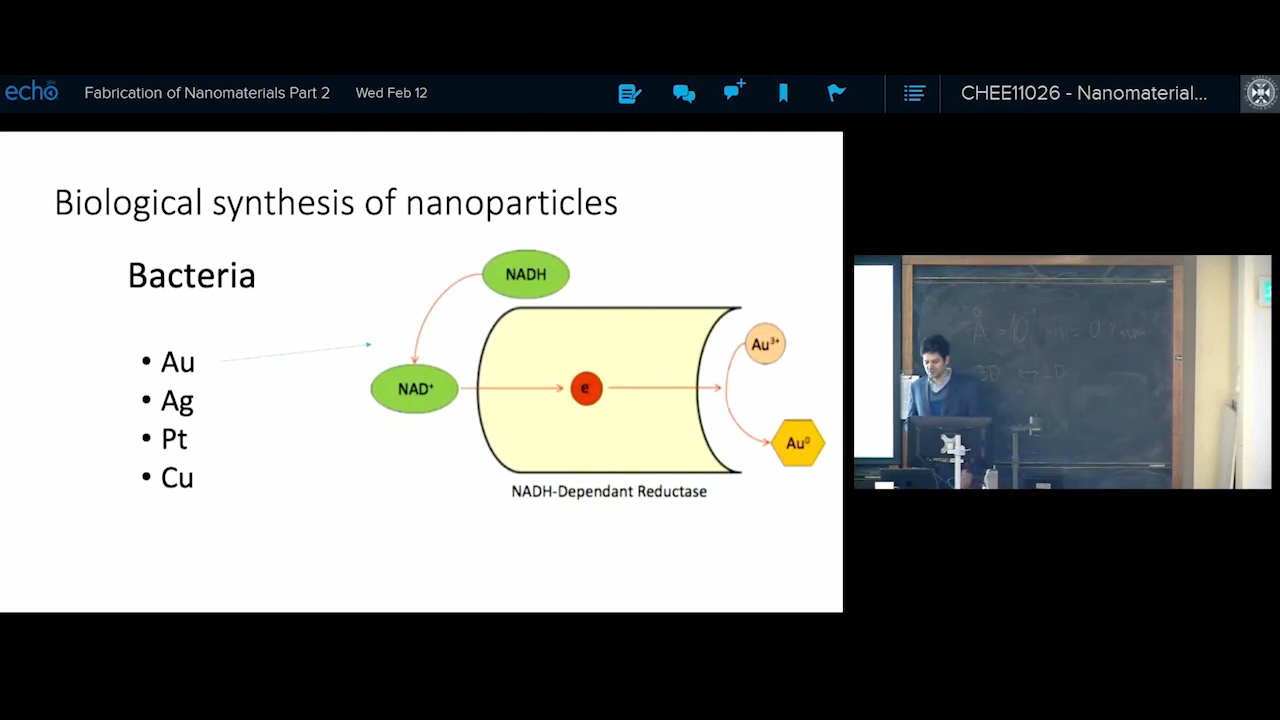 echo
Fabrication of Nanomaterials Part 2 Wed Feb 12
CHEE11026 - Nanomaterial...
Biological synthesis of nanoparticles
Bacteria
• Au
• Ag
• Pt
• Cu
NADH
NAD⁺
e⁻
Au³⁺
Au⁰
NADH-Dependant Reductase